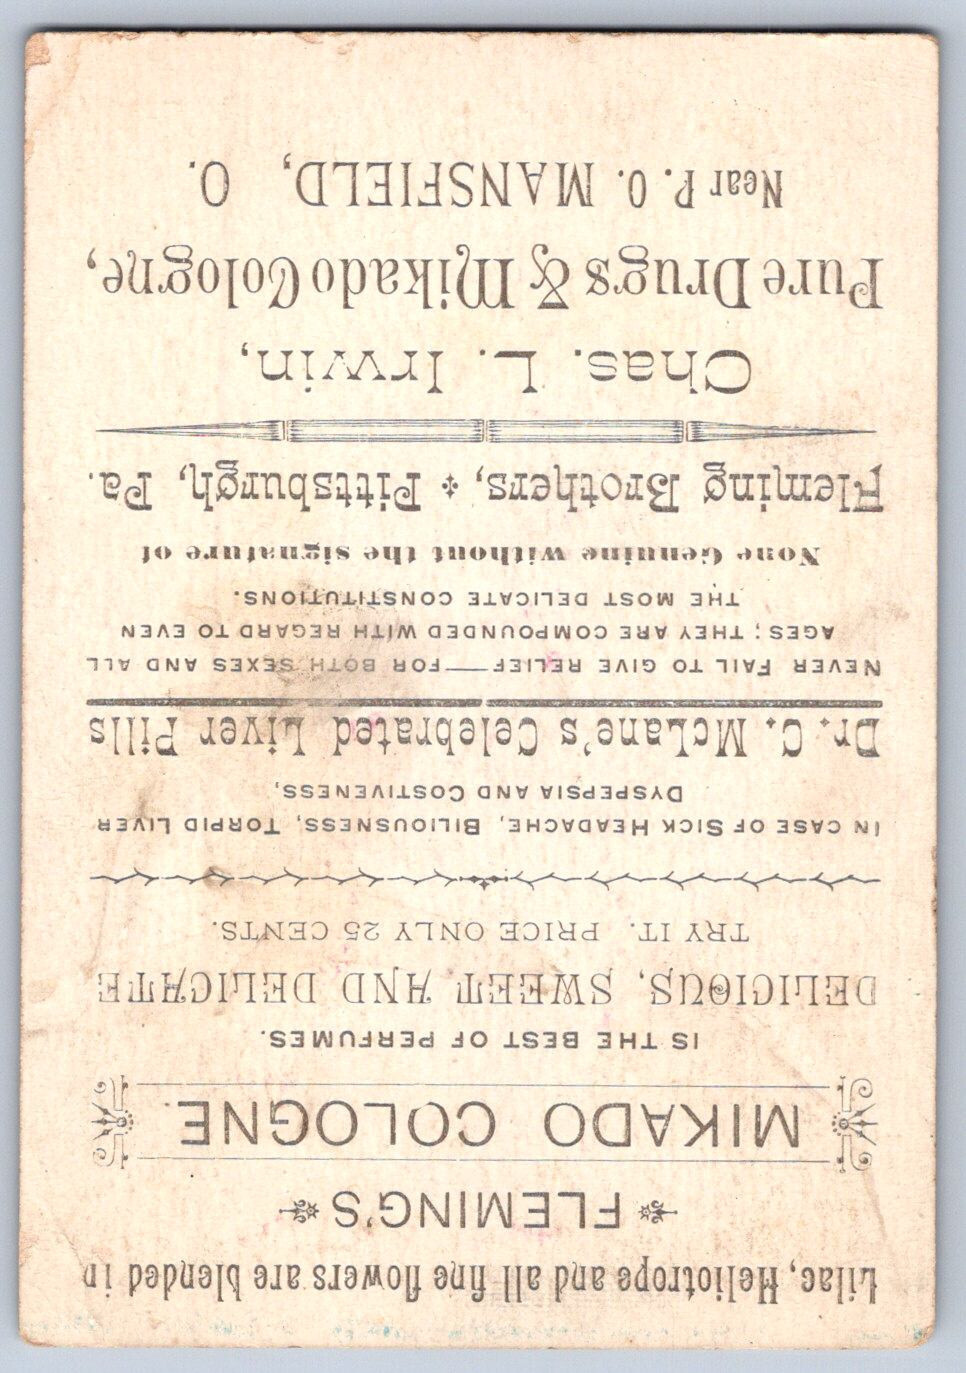 Lilac, Heliotrope and all fine flowers are blended in
FLEMING'S
MIKADO COLOGNE.
IS THE BEST OF PERFUMES.
DELICIOUS, SWEET AND DELICATE
TRY IT. PRICE ONLY 25 CENTS.
IN CASE OF SICK HEADACHE, BILIOUSNESS, TORPID LIVER
DYSPEPSIA AND COSTIVENESS,
Dr. C. McLane's Celebrated Liver Pills
NEVER FAIL TO GIVE RELIEF—FOR BOTH SEXES AND ALL
AGES; THEY ARE COMPOUNDED WITH REGARD TO EVEN
THE MOST DELICATE CONSTITUTIONS.
None Genuine without the signature of
Fleming Brothers, Pittsburgh, Pa.
Chas. L. Irwin,
Pure Drugs & Mikado Cologne,
Near P. O. MANSFIELD, O.